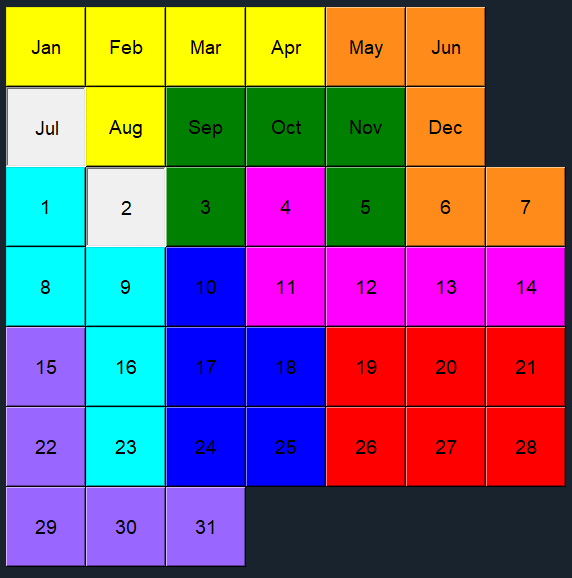 Jan Feb Mar Apr May Jun
Jul Aug Sep Oct Nov Dec
1 2 3 4 5 6 7
8 9 10 11 12 13 14
15 16 17 18 19 20 21
22 23 24 25 26 27 28
29 30 31